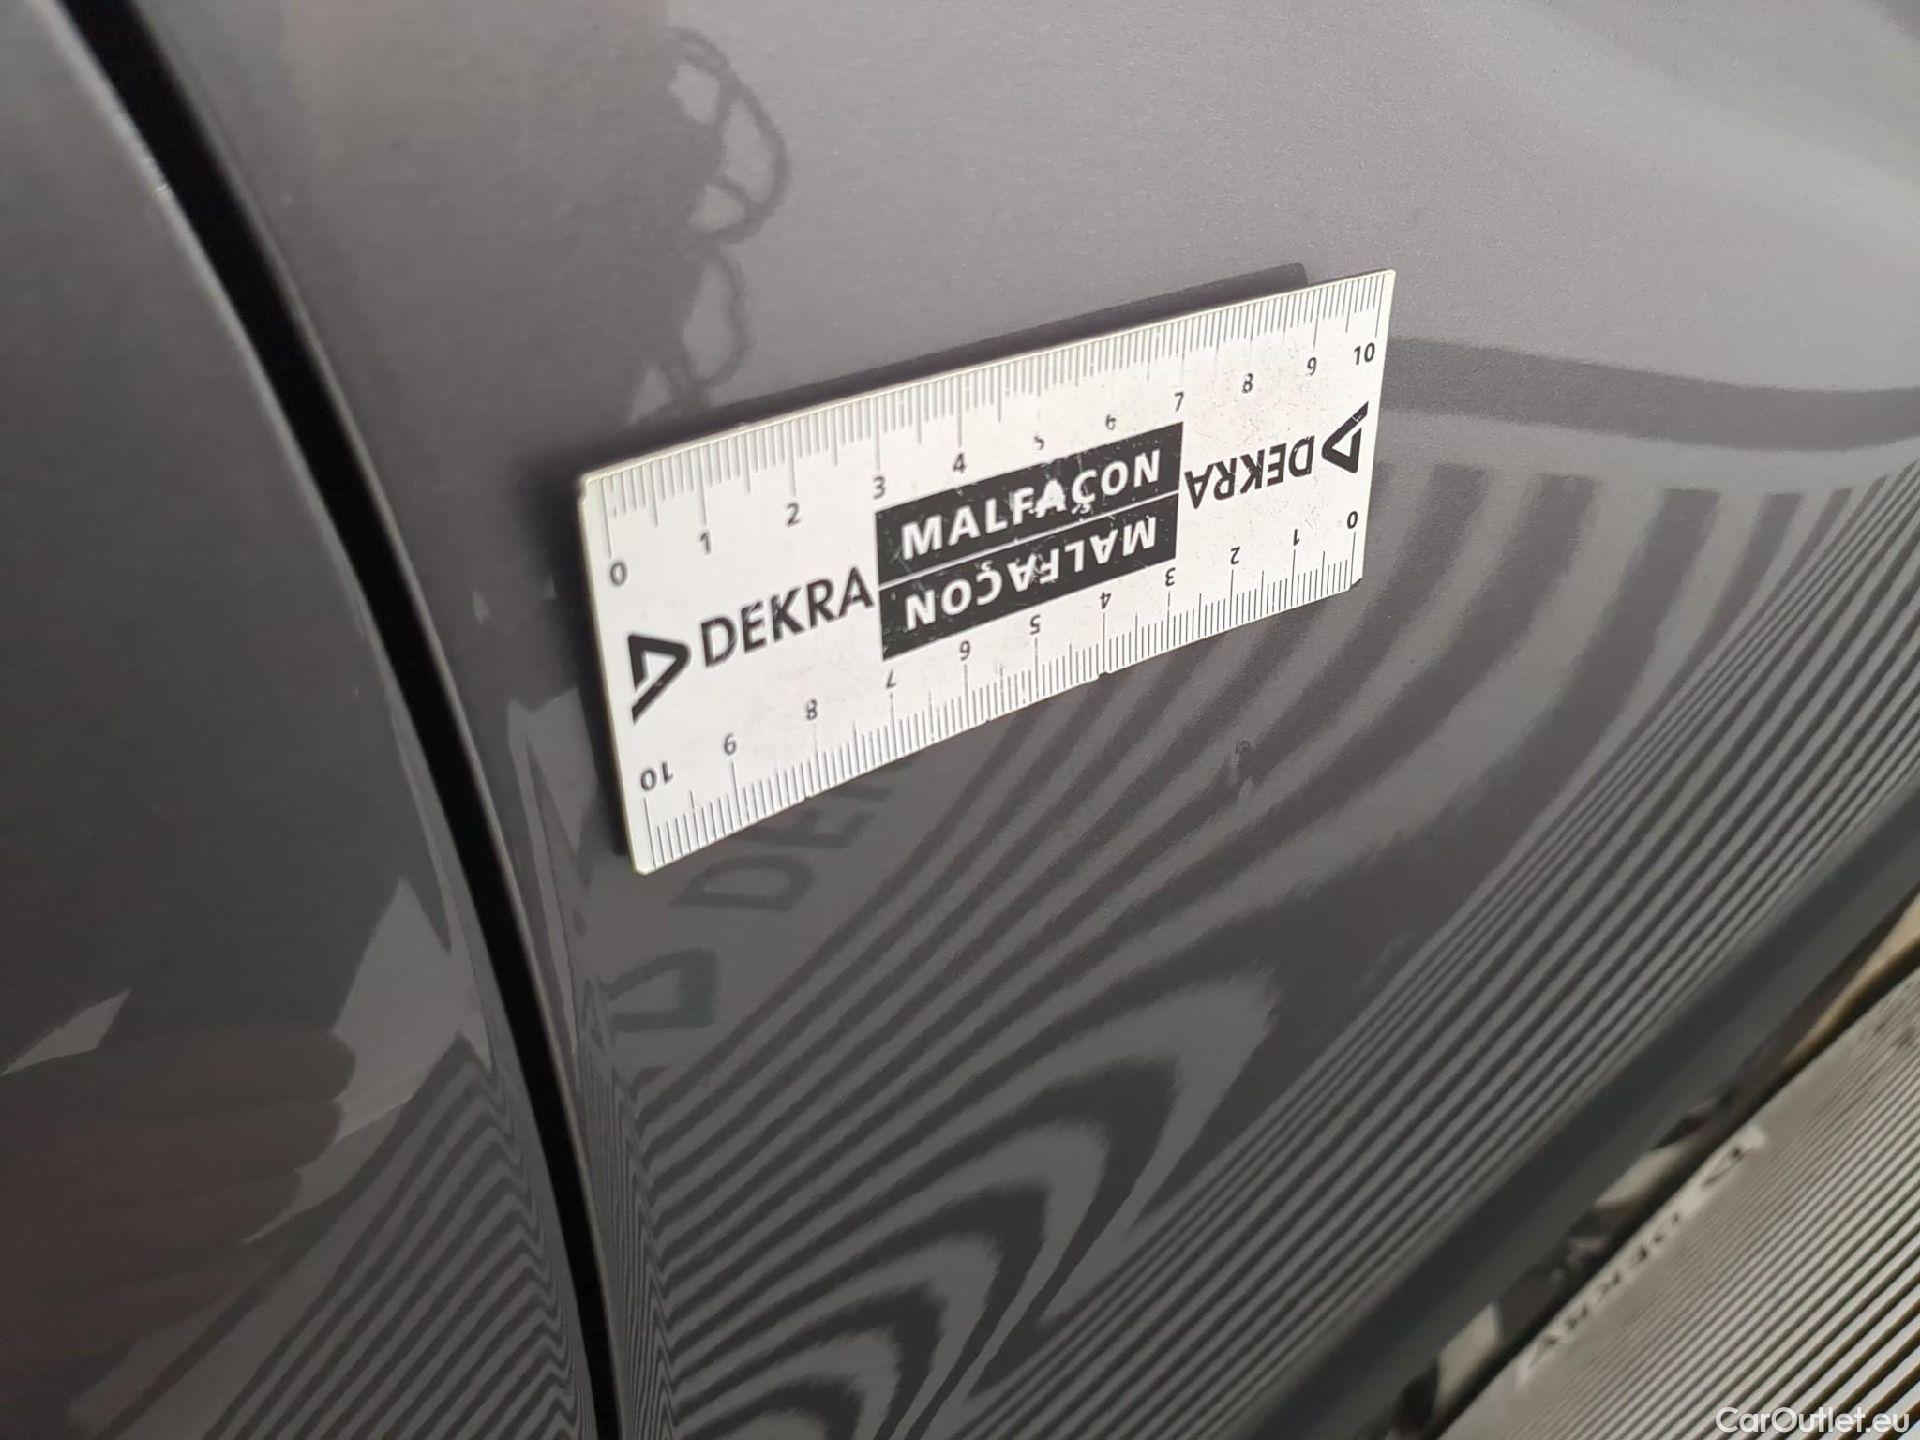 0 1 2 3 4 5 6 7 8 9 10
MALFAÇON
DEKRA
DEKRA
MALFAÇON
10 9 8 7 6 5 4 3 2 1 0
DEKRA
CarOutlet.eu